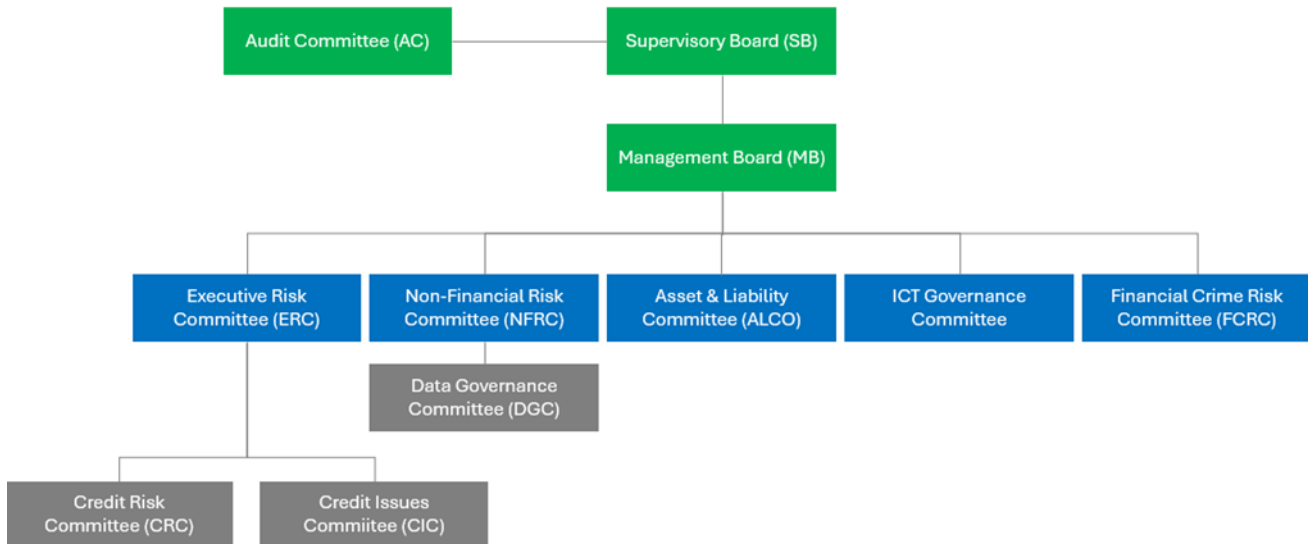 Audit Committee (AC)
Supervisory Board (SB)
Management Board (MB)
Executive Risk
Committee (ERC)
Non-Financial Risk
Committee (NFRC)
Asset & Liability
Committee (ALCO)
ICT Governance
Committee
Financial Crime Risk
Committee (FCRC)
Data Governance
Committee (DGC)
Credit Risk
Committee (CRC)
Credit Issues
Commiitee (CIC)